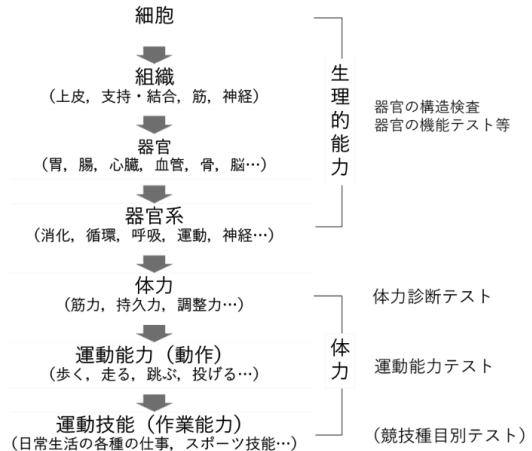 細胞
組織
(上皮, 支持・結合, 筋, 神経)
器官
(胃, 腸, 心臓, 血管, 骨, 脳…)
器官系
(消化, 循環, 呼吸, 運動, 神経…)
体力
(筋力, 持久力, 調整力…)
運動能力（動作）
(歩く, 走る, 跳ぶ, 投げる…)
運動技能（作業能力）
(日常生活の各種の仕事, スポーツ技能…)
生理的能力
体力
器官の構造検査
器官の機能テスト等
体力診断テスト
運動能力テスト
(競技種目別テスト)